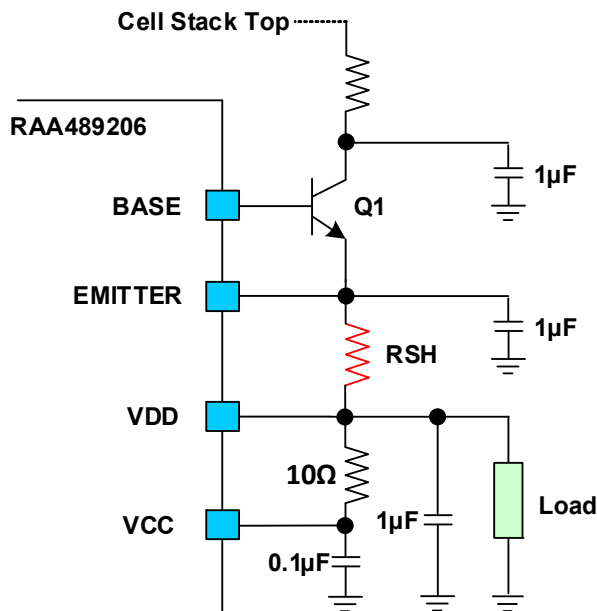 Cell Stack Top
RAA489206
1µF
BASE
Q1
EMITTER
1µF
RSH
VDD
10Ω
Load
VCC
1µF
0.1µF